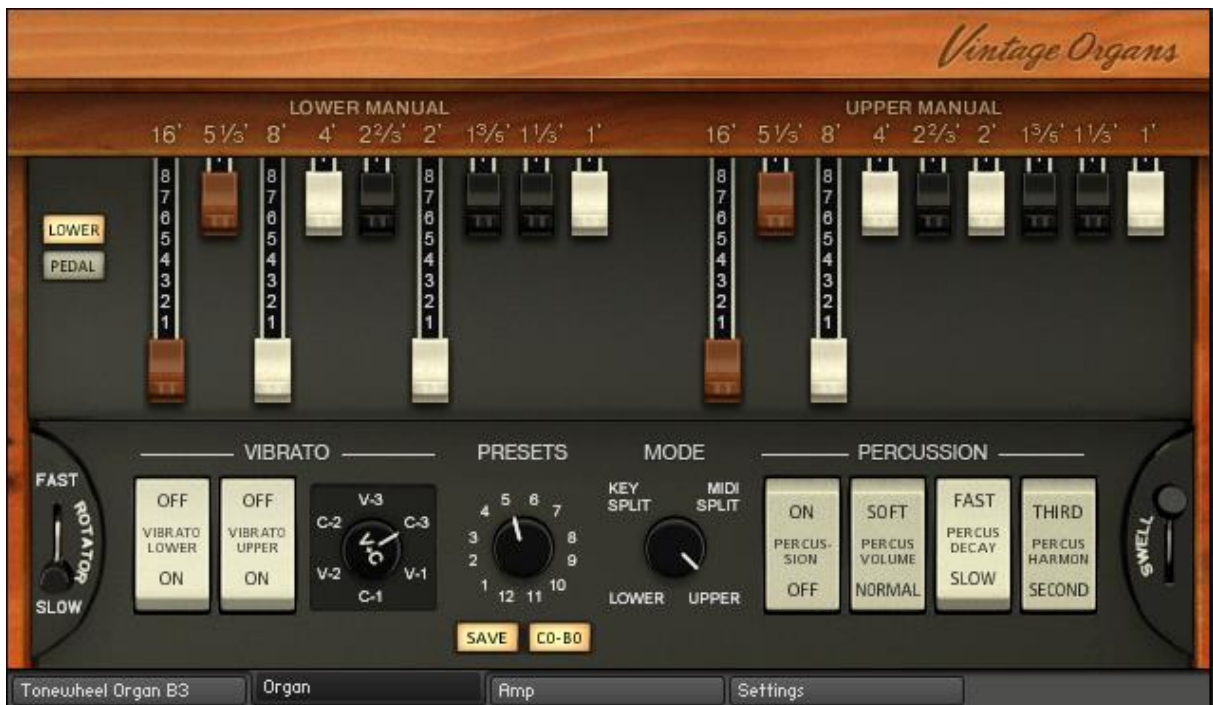 Vintage Organs
LOWER MANUAL
UPPER MANUAL
16' 5⅓' 8' 4' 2⅔' 2' 1⅗' 1⅓' 1'
16' 5⅓' 8' 4' 2⅔' 2' 1⅗' 1⅓' 1'
8 8 8 8 8
7 7 7 7 7
6 6 6 6 6
5 5 5 5 5
4 4 4 4 4
3 3 3 3 3
2 2 2 2 2
1 1 1 1 1
LOWER
PEDAL
FAST
ROTATOR
SLOW
VIBRATO
OFF
VIBRATO
LOWER
ON
OFF
VIBRATO
UPPER
ON
V-3
C-2 C-3
V-2 V-1
C-1
V·C
PRESETS
5 6
4 7
3 8
2 9
1 10
12 11
SAVE C0-B0
MODE
KEY
SPLIT
MIDI
SPLIT
LOWER UPPER
PERCUSSION
ON
PERCUS-
SION
OFF
SOFT
PERCUS
VOLUME
NORMAL
FAST
PERCUS
DECAY
SLOW
THIRD
PERCUS
HARMON
SECOND
SWELL
Tonewheel Organ B3
Organ
Amp
Settings